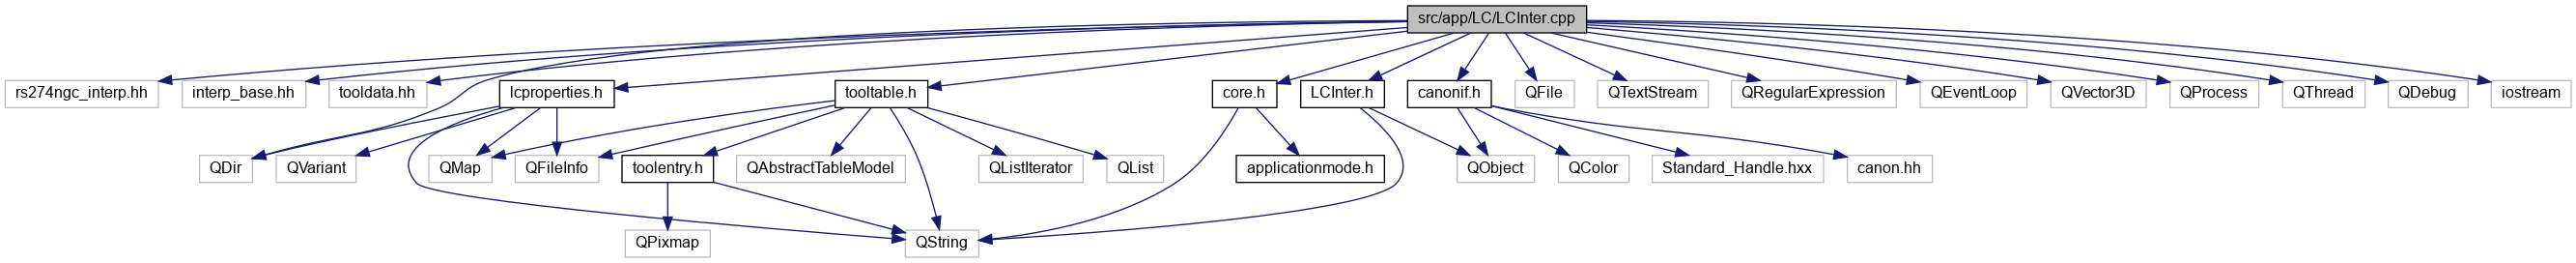 src/app/LC/LCInter.cpp
rs274ngc_interp.hh
interp_base.hh
tooldata.hh
lcproperties.h
tooltable.h
core.h
LCInter.h
canonif.h
QFile
QTextStream
QRegularExpression
QEventLoop
QVector3D
QProcess
QThread
QDebug
iostream
QDir
QVariant
QMap
QFileInfo
toolentry.h
QAbstractTableModel
QListIterator
QList
applicationmode.h
QObject
QColor
Standard_Handle.hxx
canon.hh
QPixmap
QString